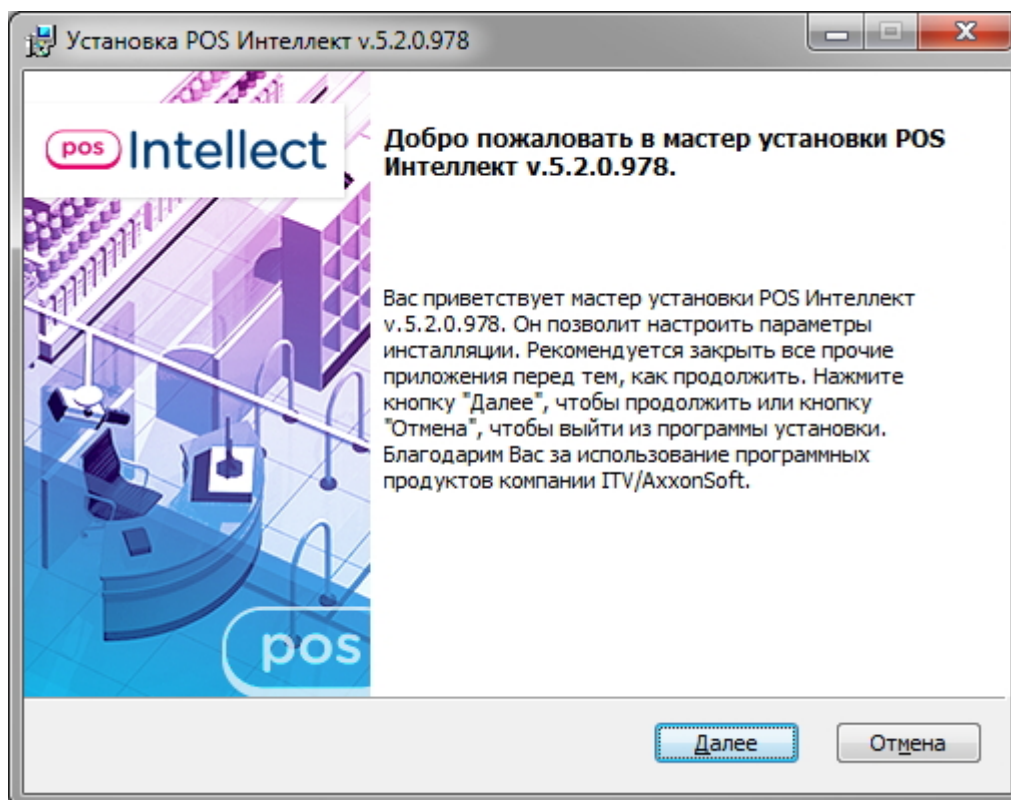 Установка POS Интеллект v.5.2.0.978
pos Intellect
Добро пожаловать в мастер установки POS
Интеллект v.5.2.0.978.
Вас приветствует мастер установки POS Интеллект
v.5.2.0.978. Он позволит настроить параметры
инсталляции. Рекомендуется закрыть все прочие
приложения перед тем, как продолжить. Нажмите
кнопку "Далее", чтобы продолжить или кнопку
"Отмена", чтобы выйти из программы установки.
Благодарим Вас за использование программных
продуктов компании ITV/AxxonSoft.
pos
Далее
Отмена